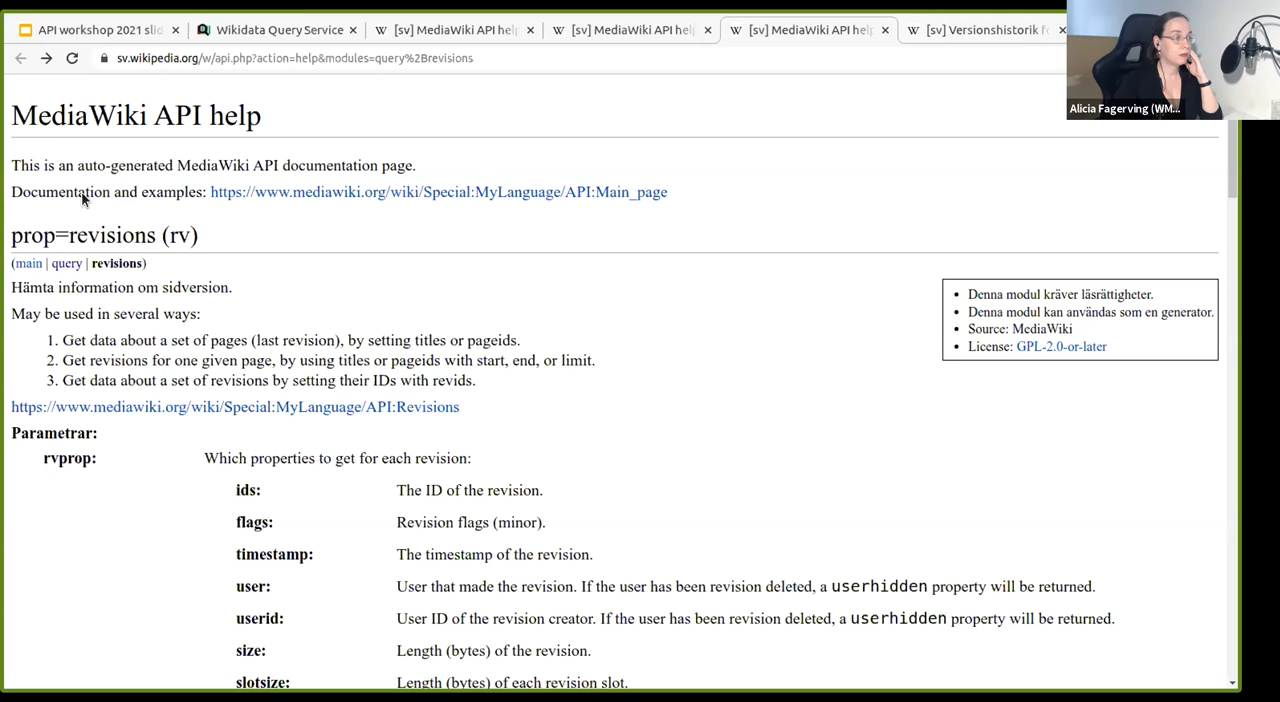 API workshop 2021 slid
Wikidata Query Service
[sv] MediaWiki API help
[sv] MediaWiki API help
[sv] MediaWiki API help
[sv] Versionshistorik fö
sv.wikipedia.org/w/api.php?action=help&modules=query%2Brevisions
Alicia Fagerving (WM...
MediaWiki API help
This is an auto-generated MediaWiki API documentation page.
Documentation and examples: https://www.mediawiki.org/wiki/Special:MyLanguage/API:Main_page
prop=revisions (rv)
(main | query | revisions)
Hämta information om sidversion.
May be used in several ways:
1. Get data about a set of pages (last revision), by setting titles or pageids.
2. Get revisions for one given page, by using titles or pageids with start, end, or limit.
3. Get data about a set of revisions by setting their IDs with revids.
Denna modul kräver läsrättigheter.
Denna modul kan användas som en generator.
Source: MediaWiki
License: GPL-2.0-or-later
https://www.mediawiki.org/wiki/Special:MyLanguage/API:Revisions
Parametrar:
rvprop: Which properties to get for each revision:
ids: The ID of the revision.
flags: Revision flags (minor).
timestamp: The timestamp of the revision.
user: User that made the revision. If the user has been revision deleted, a userhidden property will be returned.
userid: User ID of the revision creator. If the user has been revision deleted, a userhidden property will be returned.
size: Length (bytes) of the revision.
slotsize: Length (bytes) of each revision slot.